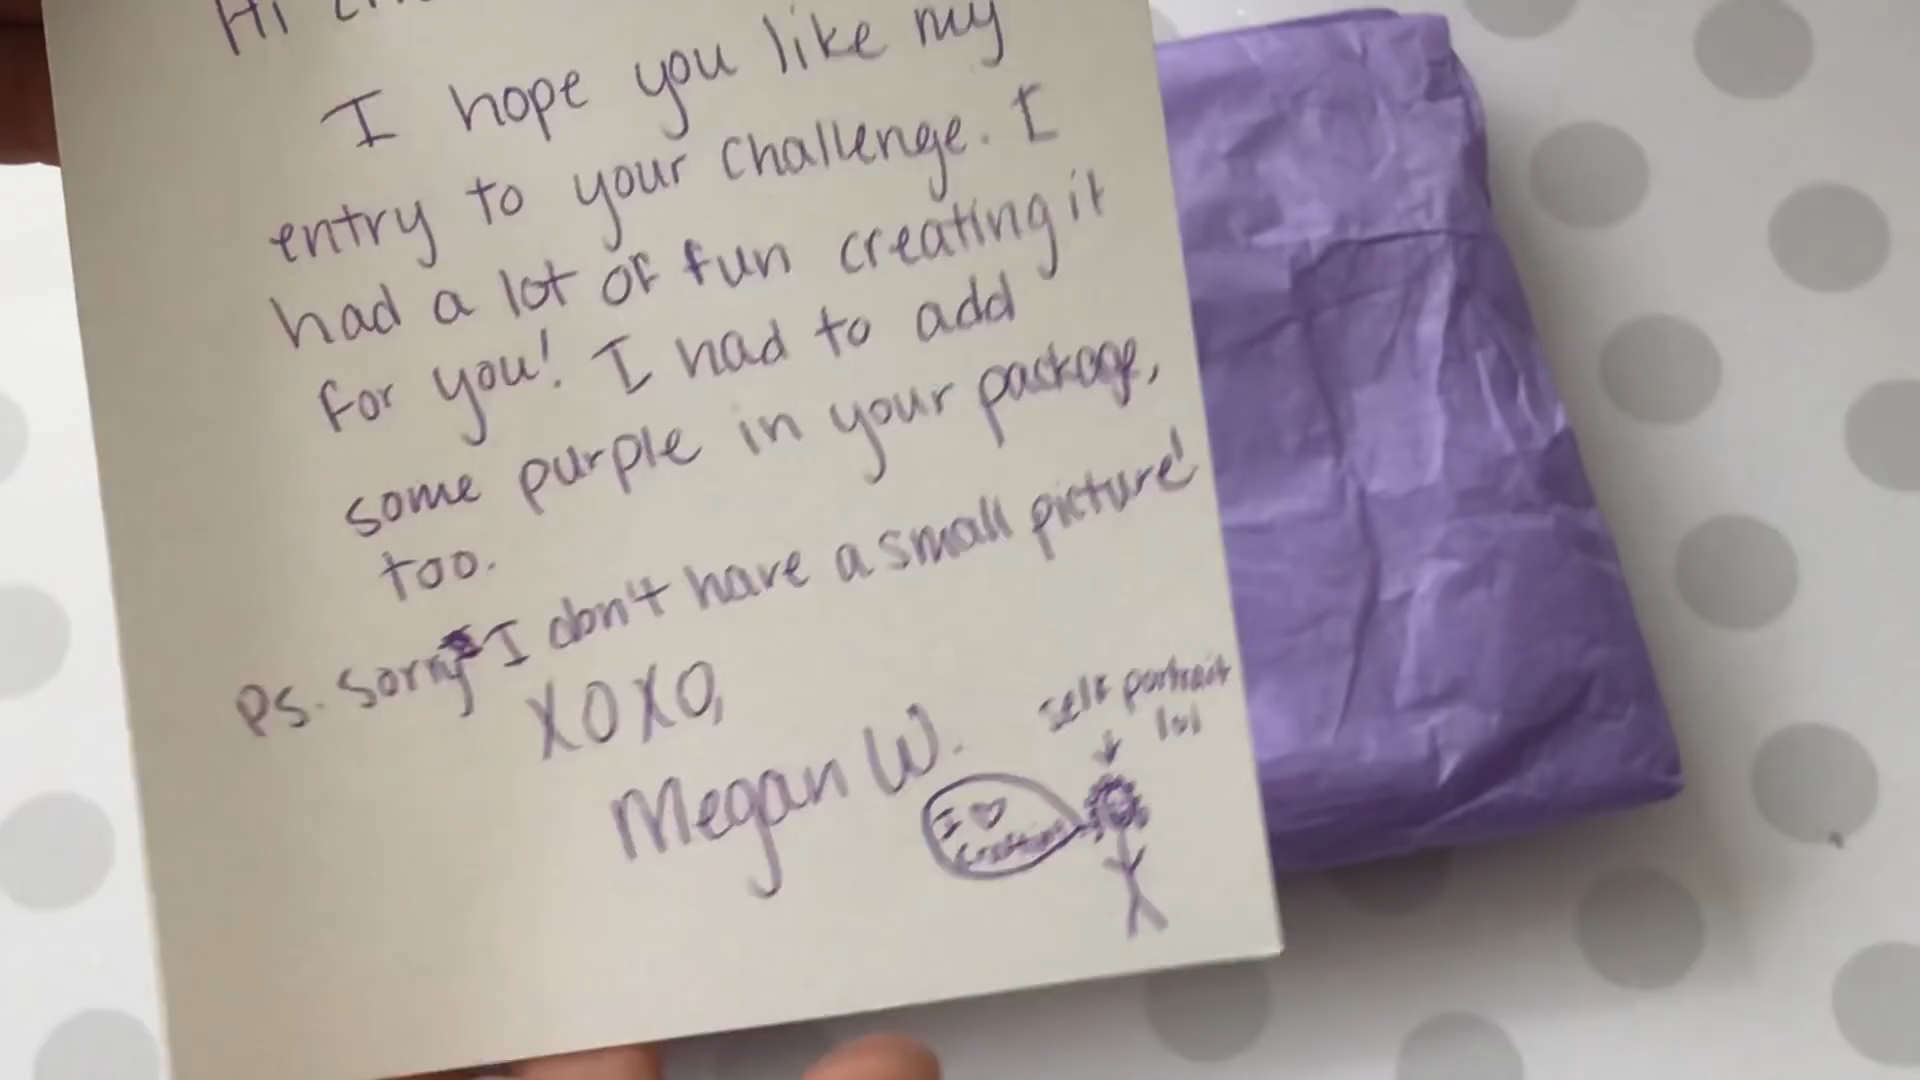 Hi
I hope you like my
entry to your challenge. I
had a lot of fun creating it
for you! I had to add
some purple in your package,
too.
Ps. Sorry I don't have a small picture!
XOXO,
Megan W.
self portrait
lol
I ♡